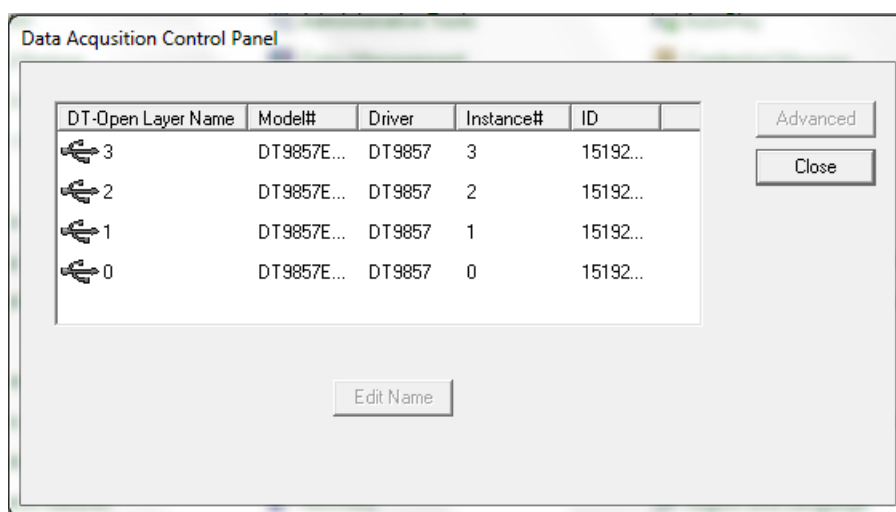 Data Acqusition Control Panel
DT-Open Layer Name Model# Driver Instance# ID
Advanced
3 DT9857E... DT9857 3 15192...
Close
2 DT9857E... DT9857 2 15192...
1 DT9857E... DT9857 1 15192...
0 DT9857E... DT9857 0 15192...
Edit Name